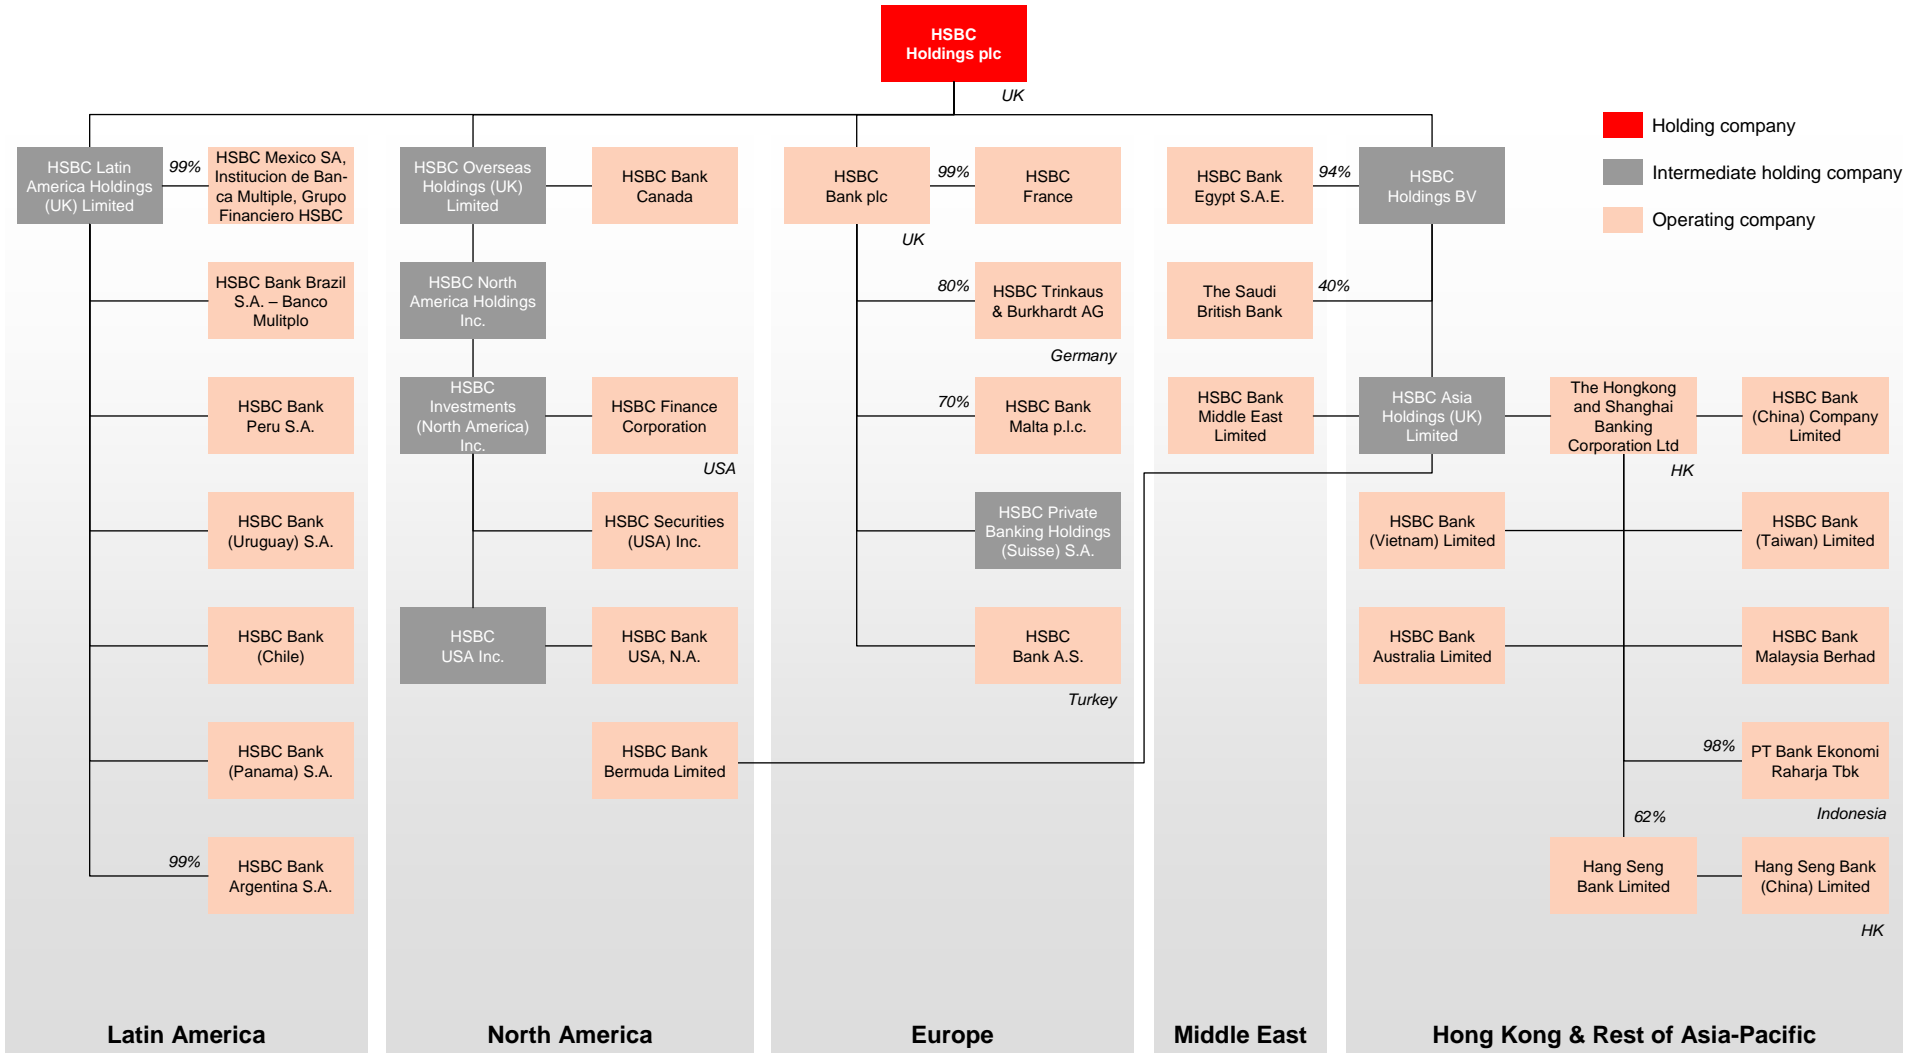 HSBC
Holdings plc
UK
Holding company
Intermediate holding company
Operating company
HSBC Latin
America Holdings
(UK) Limited
99%
HSBC Mexico SA,
Institucion de Ban-
ca Multiple, Grupo
Financiero HSBC
HSBC Bank Brazil
S.A. – Banco
Mulitplo
HSBC Bank
Peru S.A.
HSBC Bank
(Uruguay) S.A.
HSBC Bank
(Chile)
HSBC Bank
(Panama) S.A.
99%
HSBC Bank
Argentina S.A.
Latin America
HSBC Overseas
Holdings (UK)
Limited
HSBC Bank
Canada
HSBC North
America Holdings
Inc.
HSBC
Investments
(North America)
Inc.
HSBC Finance
Corporation
USA
HSBC Securities
(USA) Inc.
HSBC
USA Inc.
HSBC Bank
USA, N.A.
HSBC Bank
Bermuda Limited
North America
HSBC
Bank plc
UK
99%
HSBC
France
80%
HSBC Trinkaus
& Burkhardt AG
Germany
70%
HSBC Bank
Malta p.l.c.
HSBC Private
Banking Holdings
(Suisse) S.A.
HSBC
Bank A.S.
Turkey
Europe
HSBC Bank
Egypt S.A.E.
94%
The Saudi
British Bank
40%
HSBC Bank
Middle East
Limited
Middle East
HSBC
Holdings BV
HSBC Asia
Holdings (UK)
Limited
The Hongkong
and Shanghai
Banking
Corporation Ltd
HK
HSBC Bank
(China) Company
Limited
HSBC Bank
(Vietnam) Limited
HSBC Bank
(Taiwan) Limited
HSBC Bank
Australia Limited
HSBC Bank
Malaysia Berhad
98%
PT Bank Ekonomi
Raharja Tbk
Indonesia
62%
Hang Seng
Bank Limited
Hang Seng Bank
(China) Limited
HK
Hong Kong & Rest of Asia-Pacific